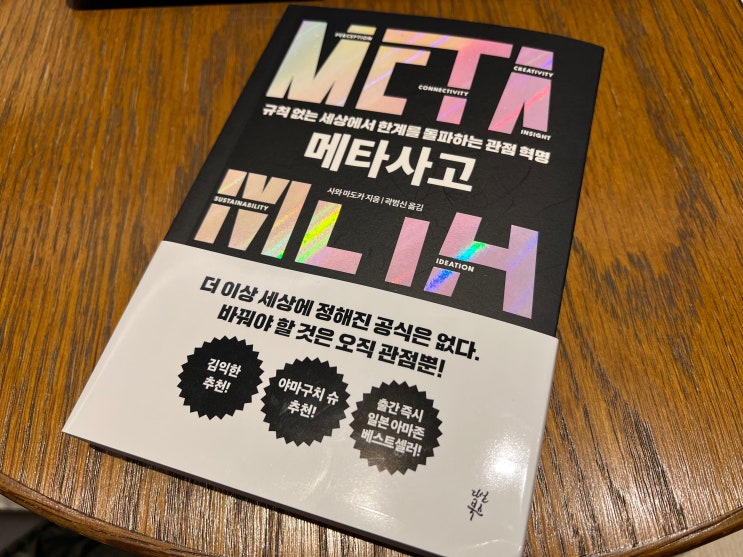 META
PERCEPTION
CREATIVITY
CONNECTIVITY
INSIGHT
규칙 없는 세상에서 한계를 돌파하는 관점 혁명
메타사고
사와 마도카 지음 | 곽범신 옮김
SUSTAINABILITY
IDEATION
더 이상 세상에 정해진 공식은 없다.
바꿔야 할 것은 오직 관점뿐!
김익한
추천!
야마구치 슈
추천!
출간 즉시
일본 아마존
베스트셀러!
다산
북스